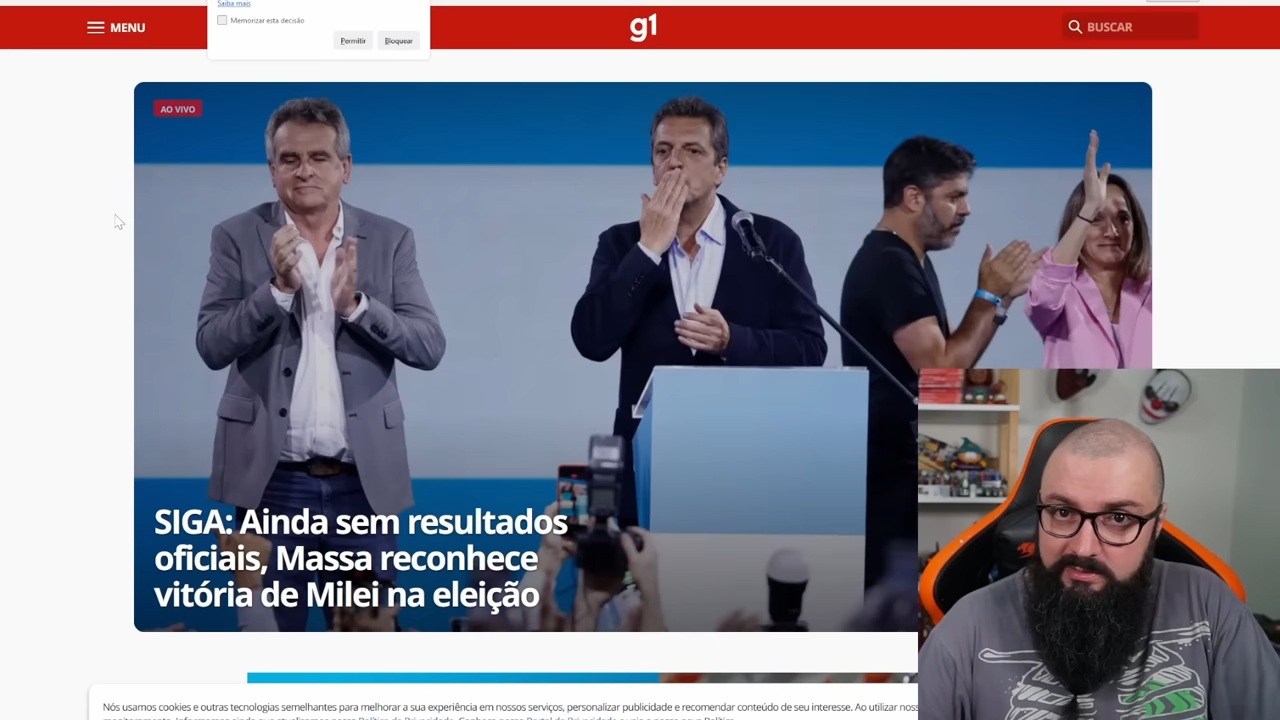 Saiba mais
Memorizar esta decisão
Permitir
Bloquear
MENU
g1
BUSCAR
AO VIVO
SIGA: Ainda sem resultados
oficiais, Massa reconhece
vitória de Milei na eleição
Nós usamos cookies e outras tecnologias semelhantes para melhorar a sua experiência em nossos serviços, personalizar publicidade e recomendar conteúdo de seu interesse. Ao utilizar